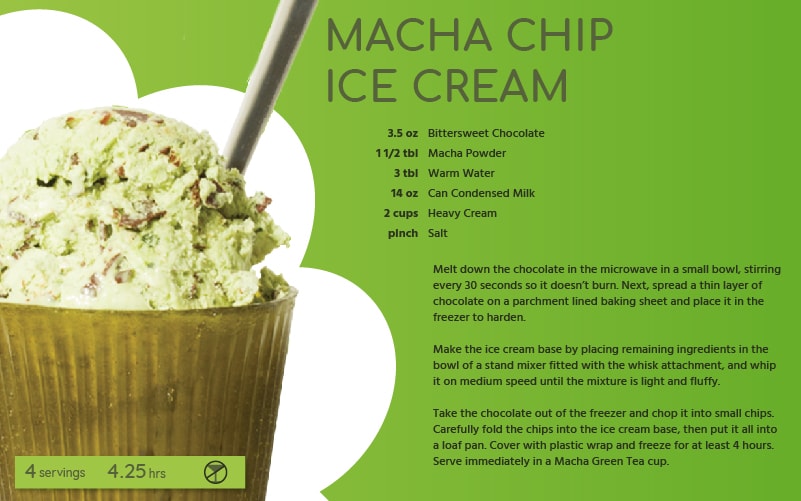 MACHA CHIP
ICE CREAM
3.5 oz Bittersweet Chocolate
1 1/2 tbl Macha Powder
3 tbl Warm Water
14 oz Can Condensed Milk
2 cups Heavy Cream
pinch Salt
Melt down the chocolate in the microwave in a small bowl, stirring
every 30 seconds so it doesn't burn. Next, spread a thin layer of
chocolate on a parchment lined baking sheet and place it in the
freezer to harden.
Make the ice cream base by placing remaining ingredients in the
bowl of a stand mixer fitted with the whisk attachment, and whip
it on medium speed until the mixture is light and fluffy.
Take the chocolate out of the freezer and chop it into small chips.
Carefully fold the chips into the ice cream base, then put it all into
a loaf pan. Cover with plastic wrap and freeze for at least 4 hours.
Serve immediately in a Macha Green Tea cup.
4 servings 4.25 hrs